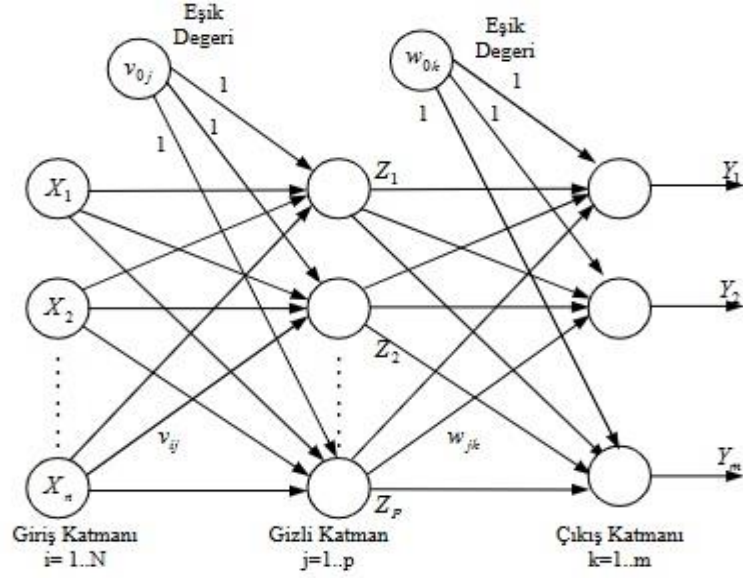 Eşik
Degeri
v0j
1
1
1
Eşik
Degeri
w0k
1
1
1
X1
Z1
Y1
X2
Z2
Y2
vij
wjk
Xn
Zp
Ym
Giriş Katmanı
i= 1..N
Gizli Katman
j=1..p
Çıkış Katmanı
k=1..m